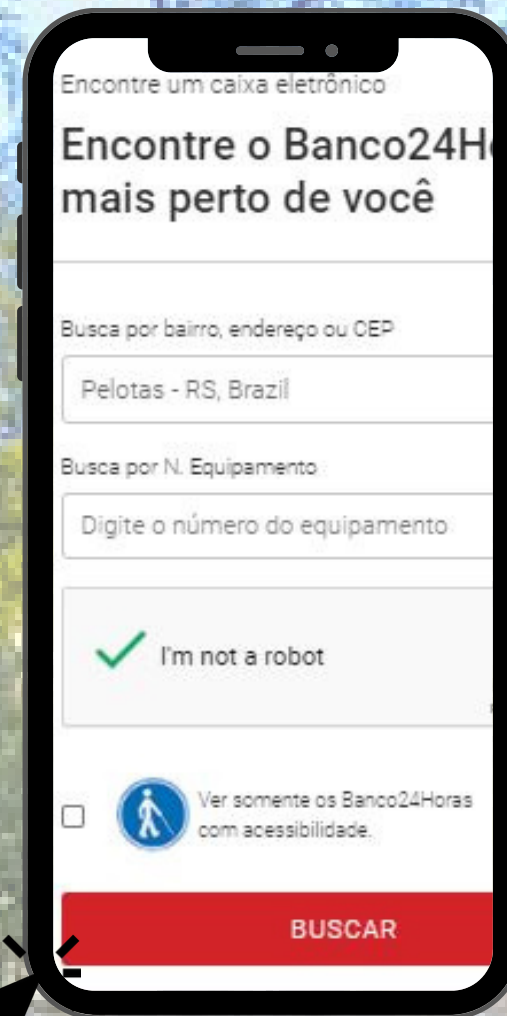 Encontre um caixa eletrônico
Encontre o Banco24H
mais perto de você
Busca por bairro, endereço ou CEP
Pelotas - RS, Brazil
Busca por N. Equipamento
Digite o número do equipamento
I'm not a robot
Ver somente os Banco24Horas
com acessibilidade.
BUSCAR